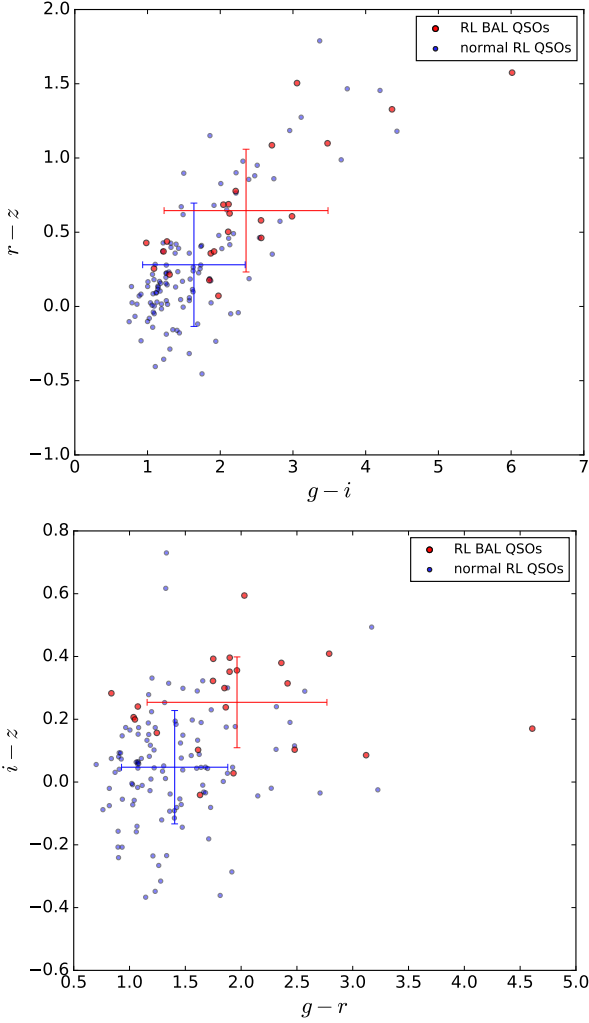 2.0
RL BAL QSOs
normal RL QSOs
1.5
1.0
r − z
0.5
0.0
−0.5
−1.0
0 1 2 3 4 5 6 7
g − i
0.8
RL BAL QSOs
normal RL QSOs
0.6
0.4
0.2
i − z
0.0
−0.2
−0.4
−0.6
0.5 1.0 1.5 2.0 2.5 3.0 3.5 4.0 4.5 5.0
g − r